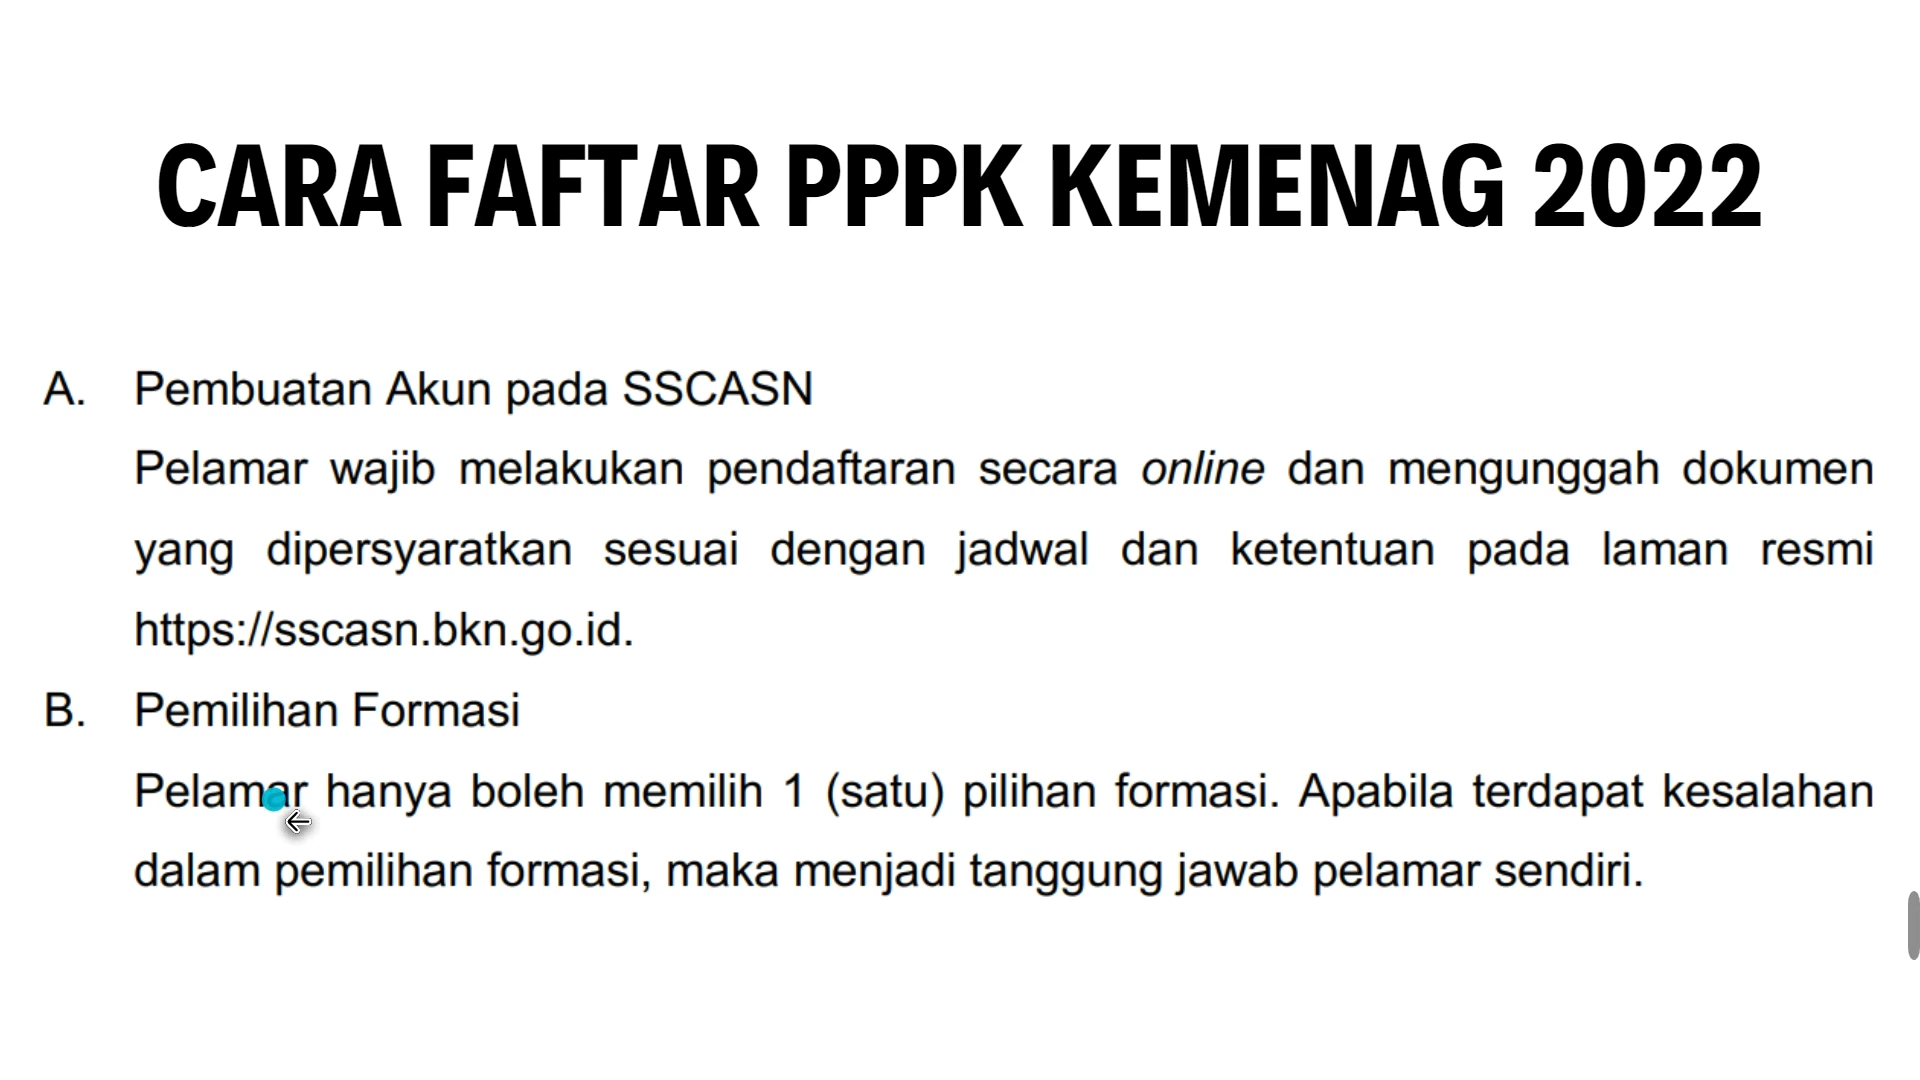 CARA FAFTAR PPPK KEMENAG 2022
A. Pembuatan Akun pada SSCASN
Pelamar wajib melakukan pendaftaran secara online dan mengunggah dokumen
yang dipersyaratkan sesuai dengan jadwal dan ketentuan pada laman resmi
https://sscasn.bkn.go.id.
B. Pemilihan Formasi
Pelamar hanya boleh memilih 1 (satu) pilihan formasi. Apabila terdapat kesalahan
dalam pemilihan formasi, maka menjadi tanggung jawab pelamar sendiri.